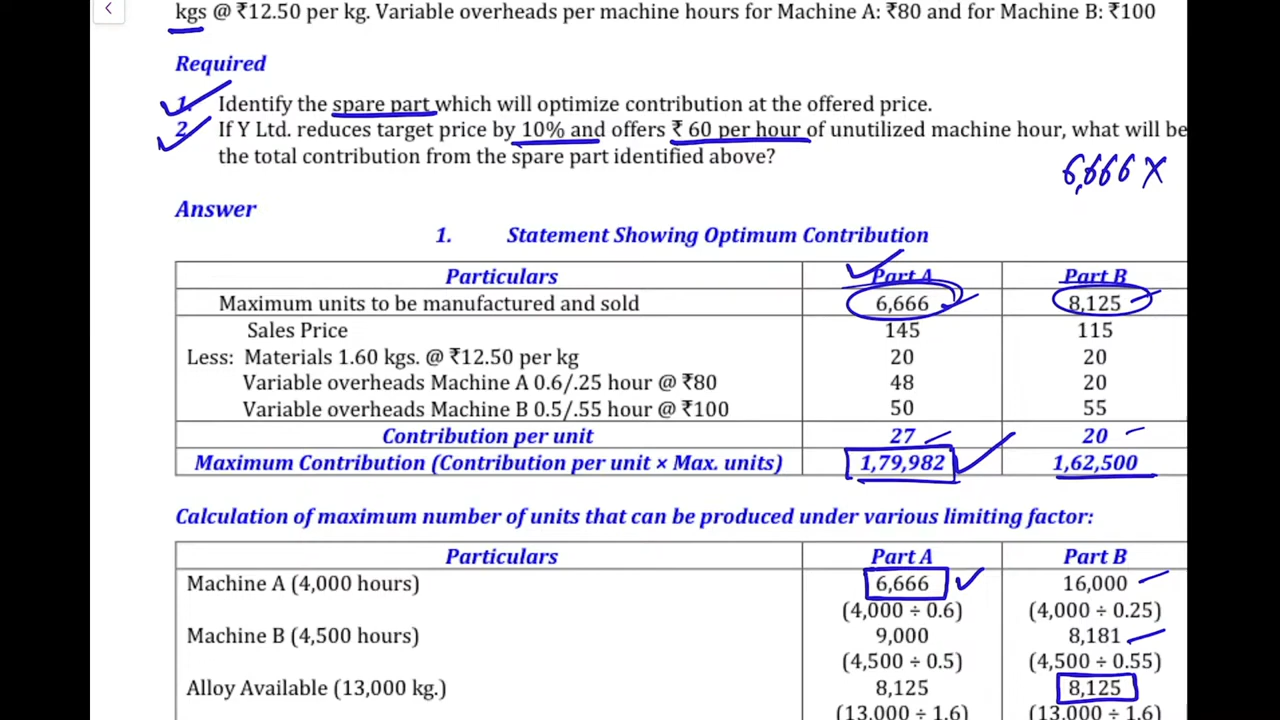 kgs @ ₹12.50 per kg. Variable overheads per machine hours for Machine A: ₹80 and for Machine B: ₹100
Required
1. Identify the spare part which will optimize contribution at the offered price.
2. If Y Ltd. reduces target price by 10% and offers ₹ 60 per hour of unutilized machine hour, what will be
the total contribution from the spare part identified above?
6,666 X
Answer
1. Statement Showing Optimum Contribution
Particulars Part A Part B
Maximum units to be manufactured and sold 6,666 8,125
Sales Price 145 115
Less: Materials 1.60 kgs. @ ₹12.50 per kg 20 20
Variable overheads Machine A 0.6/.25 hour @ ₹80 48 20
Variable overheads Machine B 0.5/.55 hour @ ₹100 50 55
Contribution per unit 27 20
Maximum Contribution (Contribution per unit × Max. units) 1,79,982 1,62,500
Calculation of maximum number of units that can be produced under various limiting factor:
Particulars Part A Part B
Machine A (4,000 hours) 6,666 16,000
(4,000 ÷ 0.6) (4,000 ÷ 0.25)
Machine B (4,500 hours) 9,000 8,181
(4,500 ÷ 0.5) (4,500 ÷ 0.55)
Alloy Available (13,000 kg.) 8,125 8,125
(13,000 ÷ 1.6) (13,000 ÷ 1.6)